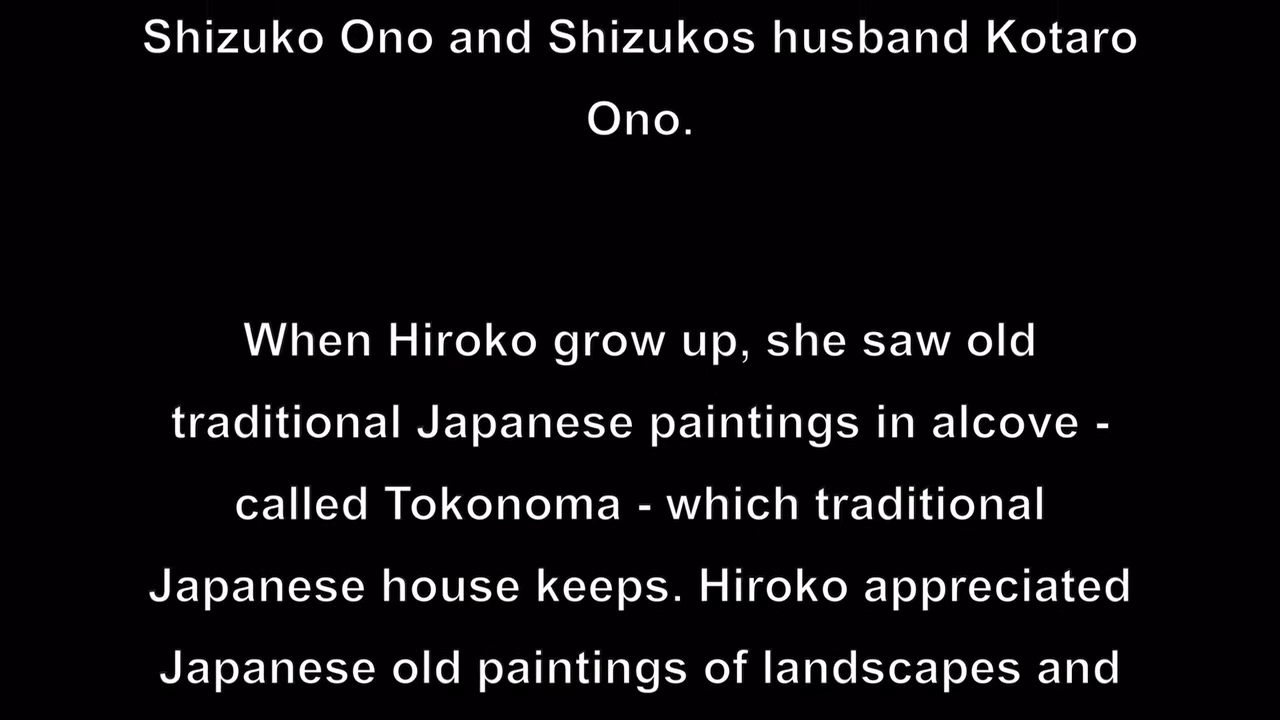 Shizuko Ono and Shizukos husband Kotaro
Ono.
When Hiroko grow up, she saw old
traditional Japanese paintings in alcove -
called Tokonoma - which traditional
Japanese house keeps. Hiroko appreciated
Japanese old paintings of landscapes and